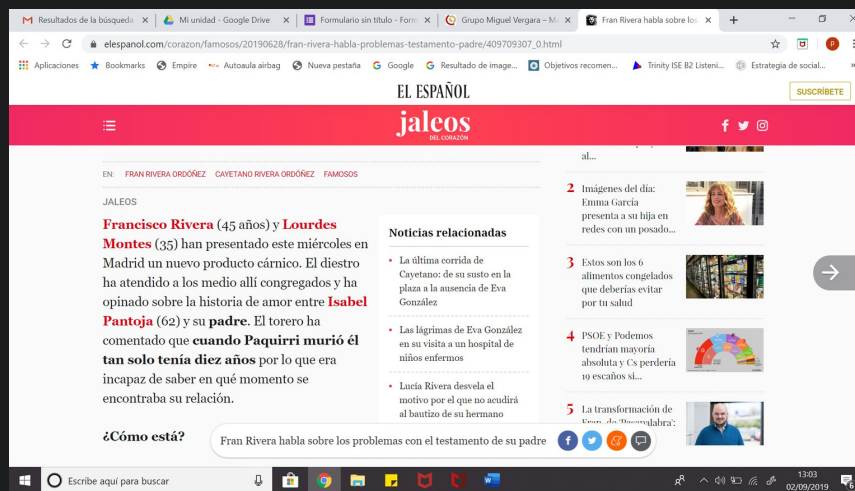 Resultados de la búsqueda
Mi unidad - Google Drive
Formulario sin título - Form
Grupo Miguel Vergara – M
Fran Rivera habla sobre los
elespanol.com/corazon/famosos/20190628/fran-rivera-habla-problemas-testamento-padre/409709307_0.html
Aplicaciones
Bookmarks
Empire
Autoaula airbag
Nueva pestaña
Google
Resultado de image...
Objetivos recomen...
Trinity ISE B2 Listeni...
Estrategia de social...
EL ESPAÑOL
SUSCRÍBETE
jaleos
DEL CORAZÓN
EN: FRAN RIVERA ORDÓÑEZ CAYETANO RIVERA ORDÓÑEZ FAMOSOS
JALEOS
Francisco Rivera (45 años) y Lourdes
Montes (35) han presentado este miércoles en
Madrid un nuevo producto cárnico. El diestro
ha atendido a los medio allí congregados y ha
opinado sobre la historia de amor entre Isabel
Pantoja (62) y su padre. El torero ha
comentado que cuando Paquirri murió él
tan solo tenía diez años por lo que era
incapaz de saber en qué momento se
encontraba su relación.
¿Cómo está?
Noticias relacionadas
La última corrida de
Cayetano: de su susto en la
plaza a la ausencia de Eva
González
Las lágrimas de Eva González
en su visita a un hospital de
niños enfermos
Lucía Rivera desvela el
motivo por el que no acudirá
al bautizo de su hermano
al...
2 Imágenes del día:
Emma García
presenta a su hija en
redes con un posado...
3 Estos son los 6
alimentos congelados
que deberías evitar
por tu salud
4 PSOE y Podemos
tendrían mayoría
absoluta y Cs perdería
19 escaños si...
5 La transformación de
Fran, de 'Pasapalabra':
Fran Rivera habla sobre los problemas con el testamento de su padre
Escribe aquí para buscar
13:03
02/09/2019